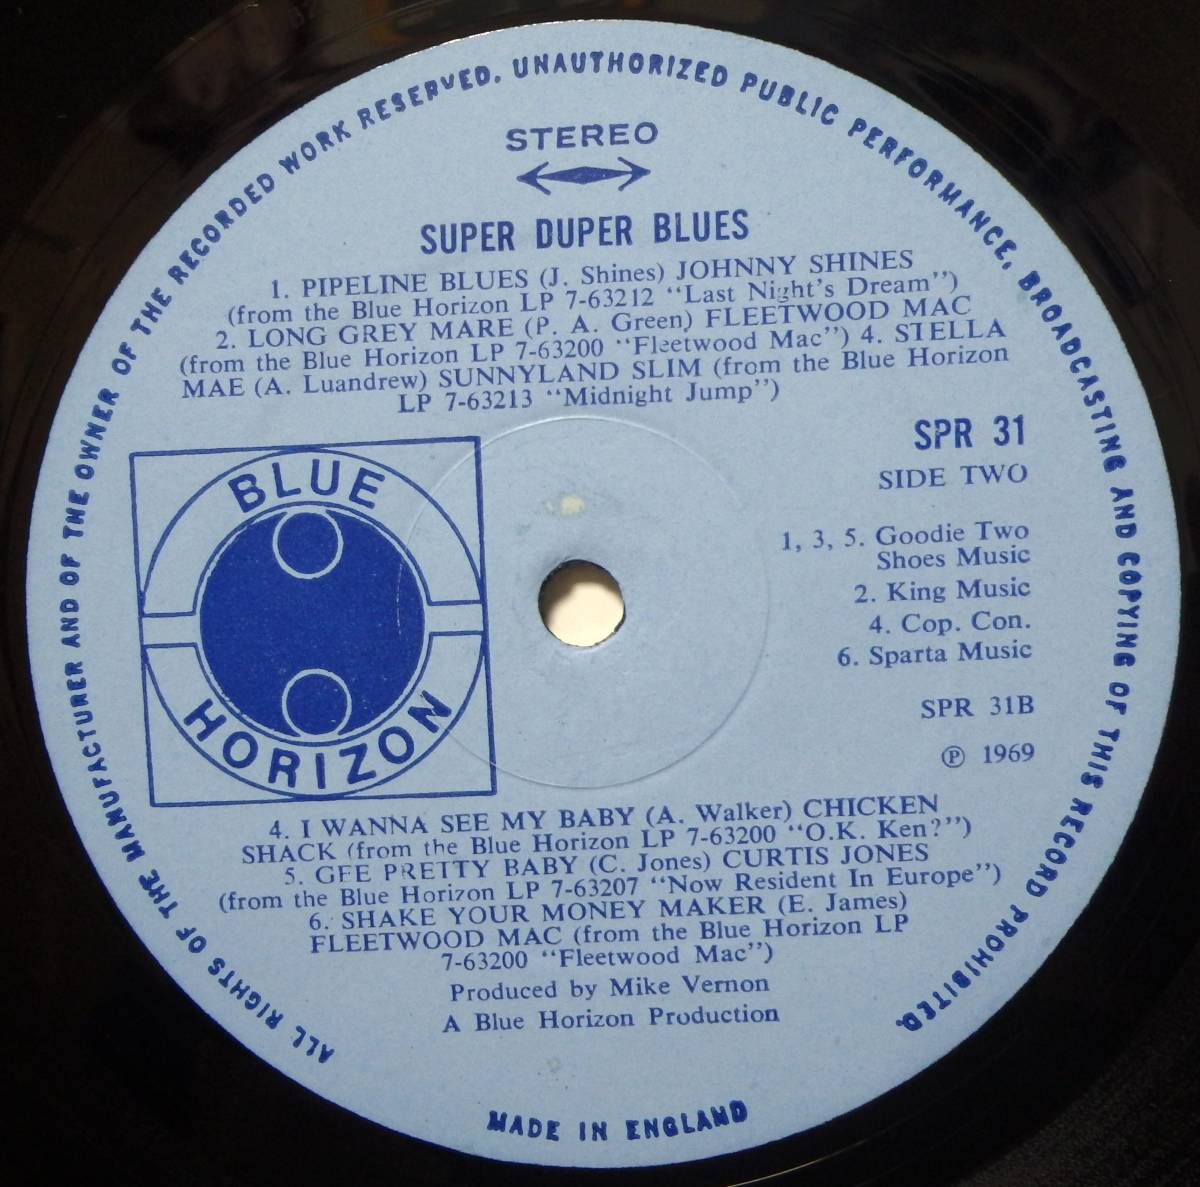 ALL RIGHTS OF THE MANUFACTURER AND OF THE OWNER OF THE RECORDED WORK RESERVED. UNAUTHORIZED PUBLIC PERFORMANCE, BROADCASTING AND COPYING OF THIS RECORD PROHIBITED.
STEREO
SUPER DUPER BLUES
1. PIPELINE BLUES (J. Shines) JOHNNY SHINES
(from the Blue Horizon LP 7-63212 "Last Night's Dream")
2. LONG GREY MARE (P. A. Green) FLEETWOOD MAC
(from the Blue Horizon LP 7-63200 "Fleetwood Mac") 4. STELLA
MAE (A. Luandrew) SUNNYLAND SLIM (from the Blue Horizon
LP 7-63213 "Midnight Jump")
BLUE
HORIZON
SPR 31
SIDE TWO
1, 3, 5. Goodie Two
Shoes Music
2. King Music
4. Cop. Con.
6. Sparta Music
SPR 31B
℗ 1969
4. I WANNA SEE MY BABY (A. Walker) CHICKEN
SHACK (from the Blue Horizon LP 7-63200 "O.K. Ken?")
5. GEE PRETTY BABY (C. Jones) CURTIS JONES
(from the Blue Horizon LP 7-63207 "Now Resident In Europe")
6. SHAKE YOUR MONEY MAKER (E. James)
FLEETWOOD MAC (from the Blue Horizon LP
7-63200 "Fleetwood Mac")
Produced by Mike Vernon
A Blue Horizon Production
MADE IN ENGLAND